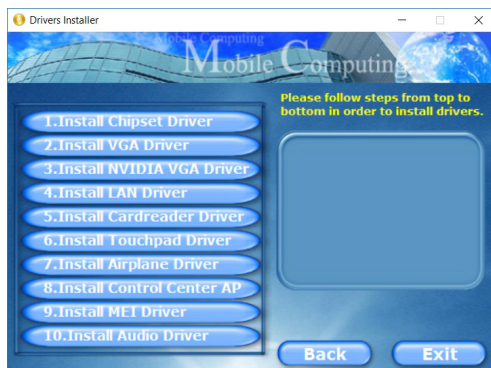 Drivers Installer
Mobile Computing
Mobile Computing
Please follow steps from top to
bottom in order to install drivers.
1.Install Chipset Driver
2.Install VGA Driver
3.Install NVIDIA VGA Driver
4.Install LAN Driver
5.Install Cardreader Driver
6.Install Touchpad Driver
7.Install Airplane Driver
8.Install Control Center AP
9.Install MEI Driver
10.Install Audio Driver
Back
Exit